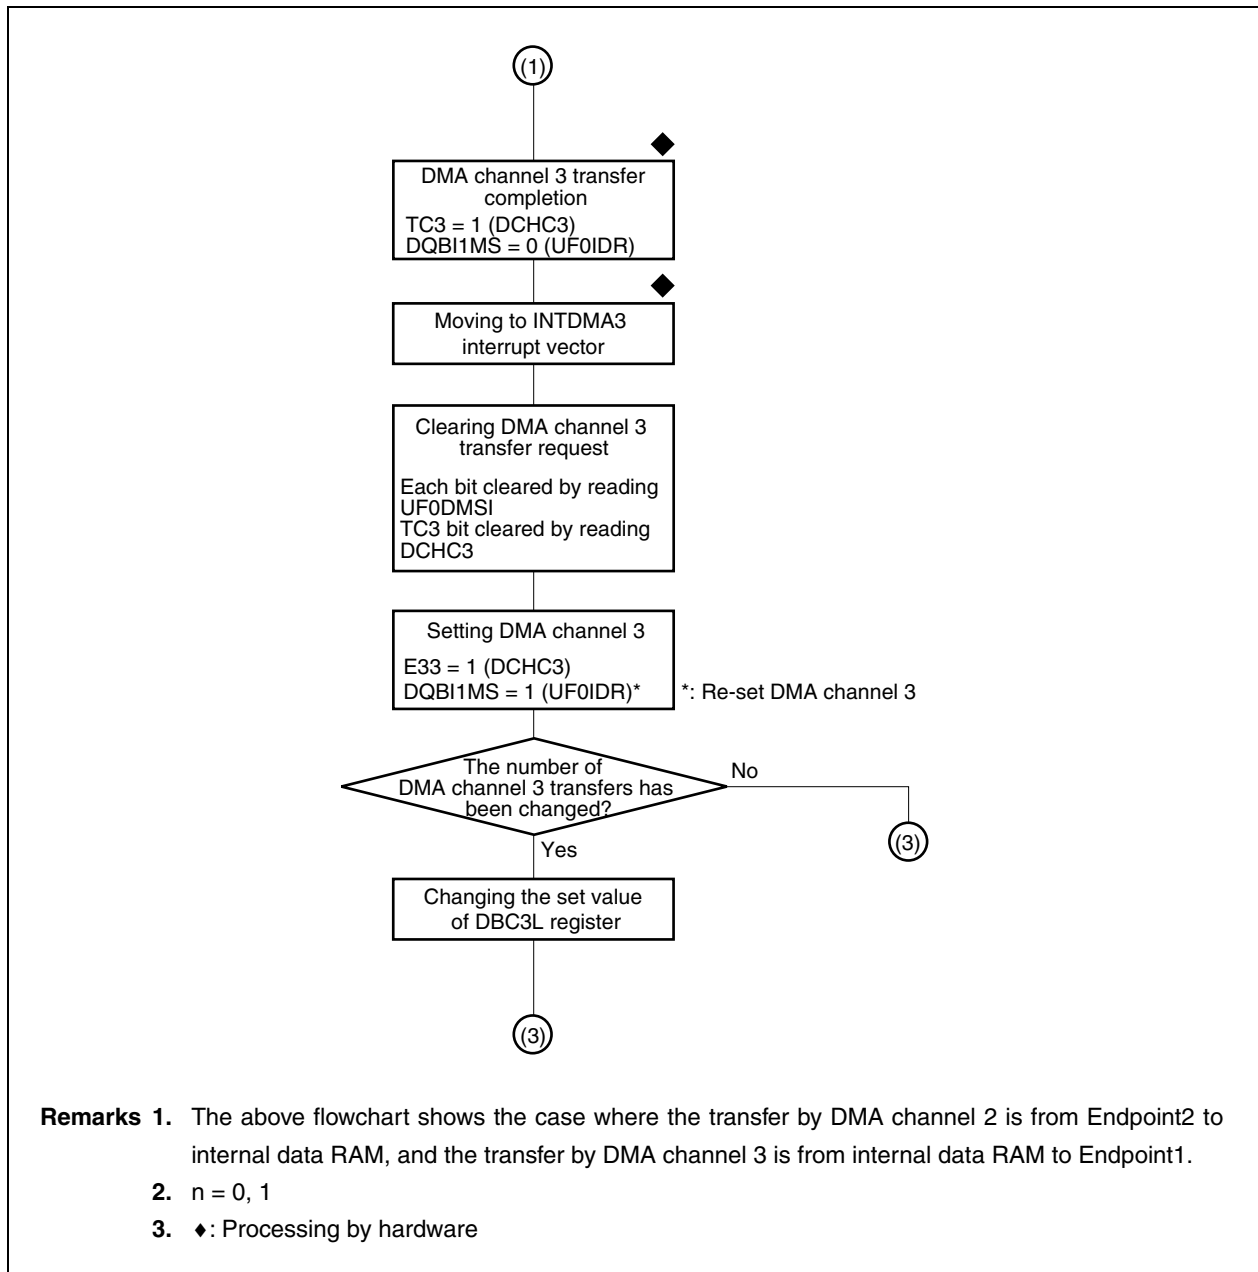 (1)
DMA channel 3 transfer
completion
TC3 = 1 (DCHC3)
DQBI1MS = 0 (UF0IDR)
Moving to INTDMA3
interrupt vector
Clearing DMA channel 3
transfer request
Each bit cleared by reading
UF0DMSI
TC3 bit cleared by reading
DCHC3
Setting DMA channel 3
E33 = 1 (DCHC3)
DQBI1MS = 1 (UF0IDR)* *: Re-set DMA channel 3
The number of
DMA channel 3 transfers has
been changed?
No
(3)
Yes
Changing the set value
of DBC3L register
(3)
Remarks 1. The above flowchart shows the case where the transfer by DMA channel 2 is from Endpoint2 to
internal data RAM, and the transfer by DMA channel 3 is from internal data RAM to Endpoint1.
2. n = 0, 1
3. ♦: Processing by hardware